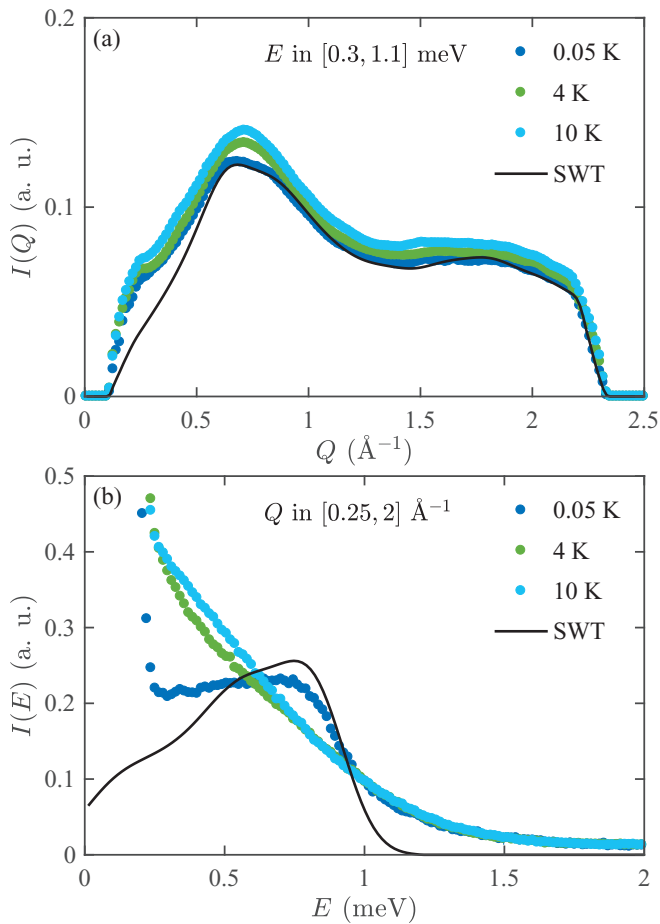 (a)
E in [0.3, 1.1] meV
0.05 K
4 K
10 K
SWT
I(Q) (a. u.)
0.2
0.1
0
0 0.5 1 1.5 2 2.5
Q (Å⁻¹)
(b)
Q in [0.25, 2] Å⁻¹
0.05 K
4 K
10 K
SWT
I(E) (a. u.)
0.5
0.4
0.3
0.2
0.1
0
0 0.5 1 1.5 2
E (meV)